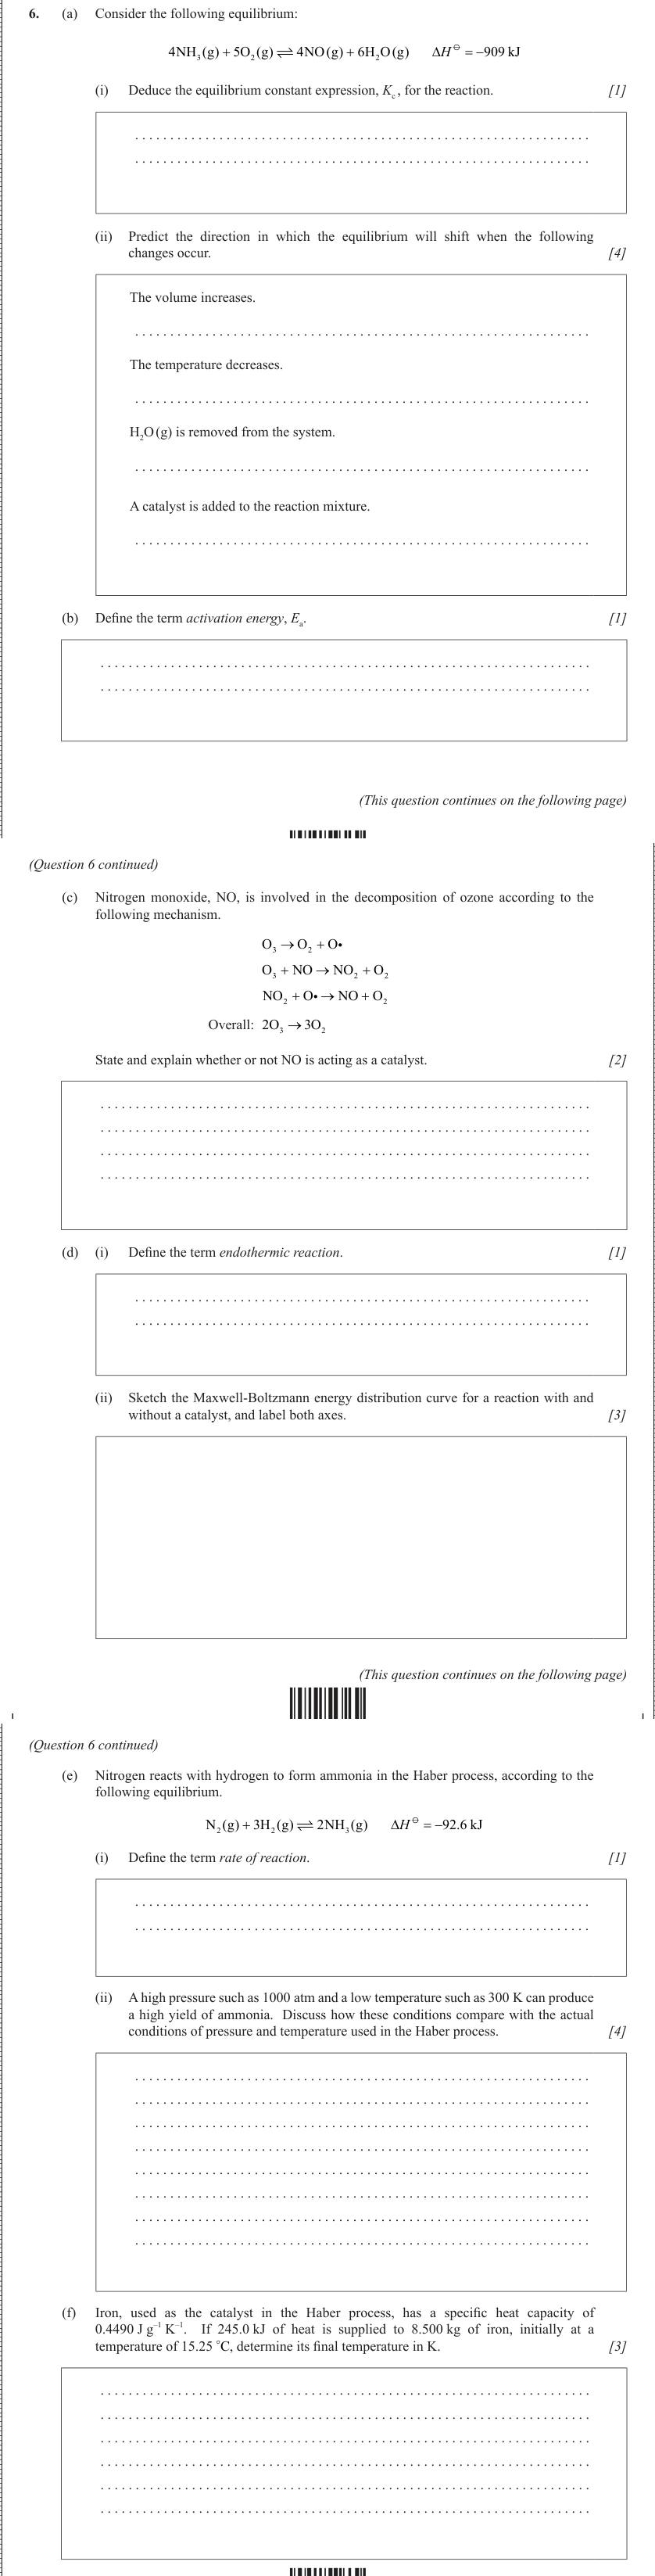 6. (a) Consider the following equilibrium:
4NH₃(g) + 5O₂(g) ⇌ 4NO(g) + 6H₂O(g) ΔH⊖ = −909 kJ
(i) Deduce the equilibrium constant expression, Kc, for the reaction. [1]
(ii) Predict the direction in which the equilibrium will shift when the following
changes occur. [4]
The volume increases.
The temperature decreases.
H₂O(g) is removed from the system.
A catalyst is added to the reaction mixture.
(b) Define the term activation energy, Eₐ. [1]
(This question continues on the following page)
(Question 6 continued)
(c) Nitrogen monoxide, NO, is involved in the decomposition of ozone according to the
following mechanism.
O₃ → O₂ + O•
O₃ + NO → NO₂ + O₂
NO₂ + O• → NO + O₂
Overall: 2O₃ → 3O₂
State and explain whether or not NO is acting as a catalyst. [2]
(d) (i) Define the term endothermic reaction. [1]
(ii) Sketch the Maxwell-Boltzmann energy distribution curve for a reaction with and
without a catalyst, and label both axes. [3]
(This question continues on the following page)
(Question 6 continued)
(e) Nitrogen reacts with hydrogen to form ammonia in the Haber process, according to the
following equilibrium.
N₂(g) + 3H₂(g) ⇌ 2NH₃(g) ΔH⊖ = −92.6 kJ
(i) Define the term rate of reaction. [1]
(ii) A high pressure such as 1000 atm and a low temperature such as 300 K can produce
a high yield of ammonia. Discuss how these conditions compare with the actual
conditions of pressure and temperature used in the Haber process. [4]
(f) Iron, used as the catalyst in the Haber process, has a specific heat capacity of
0.4490 J g⁻¹ K⁻¹. If 245.0 kJ of heat is supplied to 8.500 kg of iron, initially at a
temperature of 15.25 °C, determine its final temperature in K. [3]